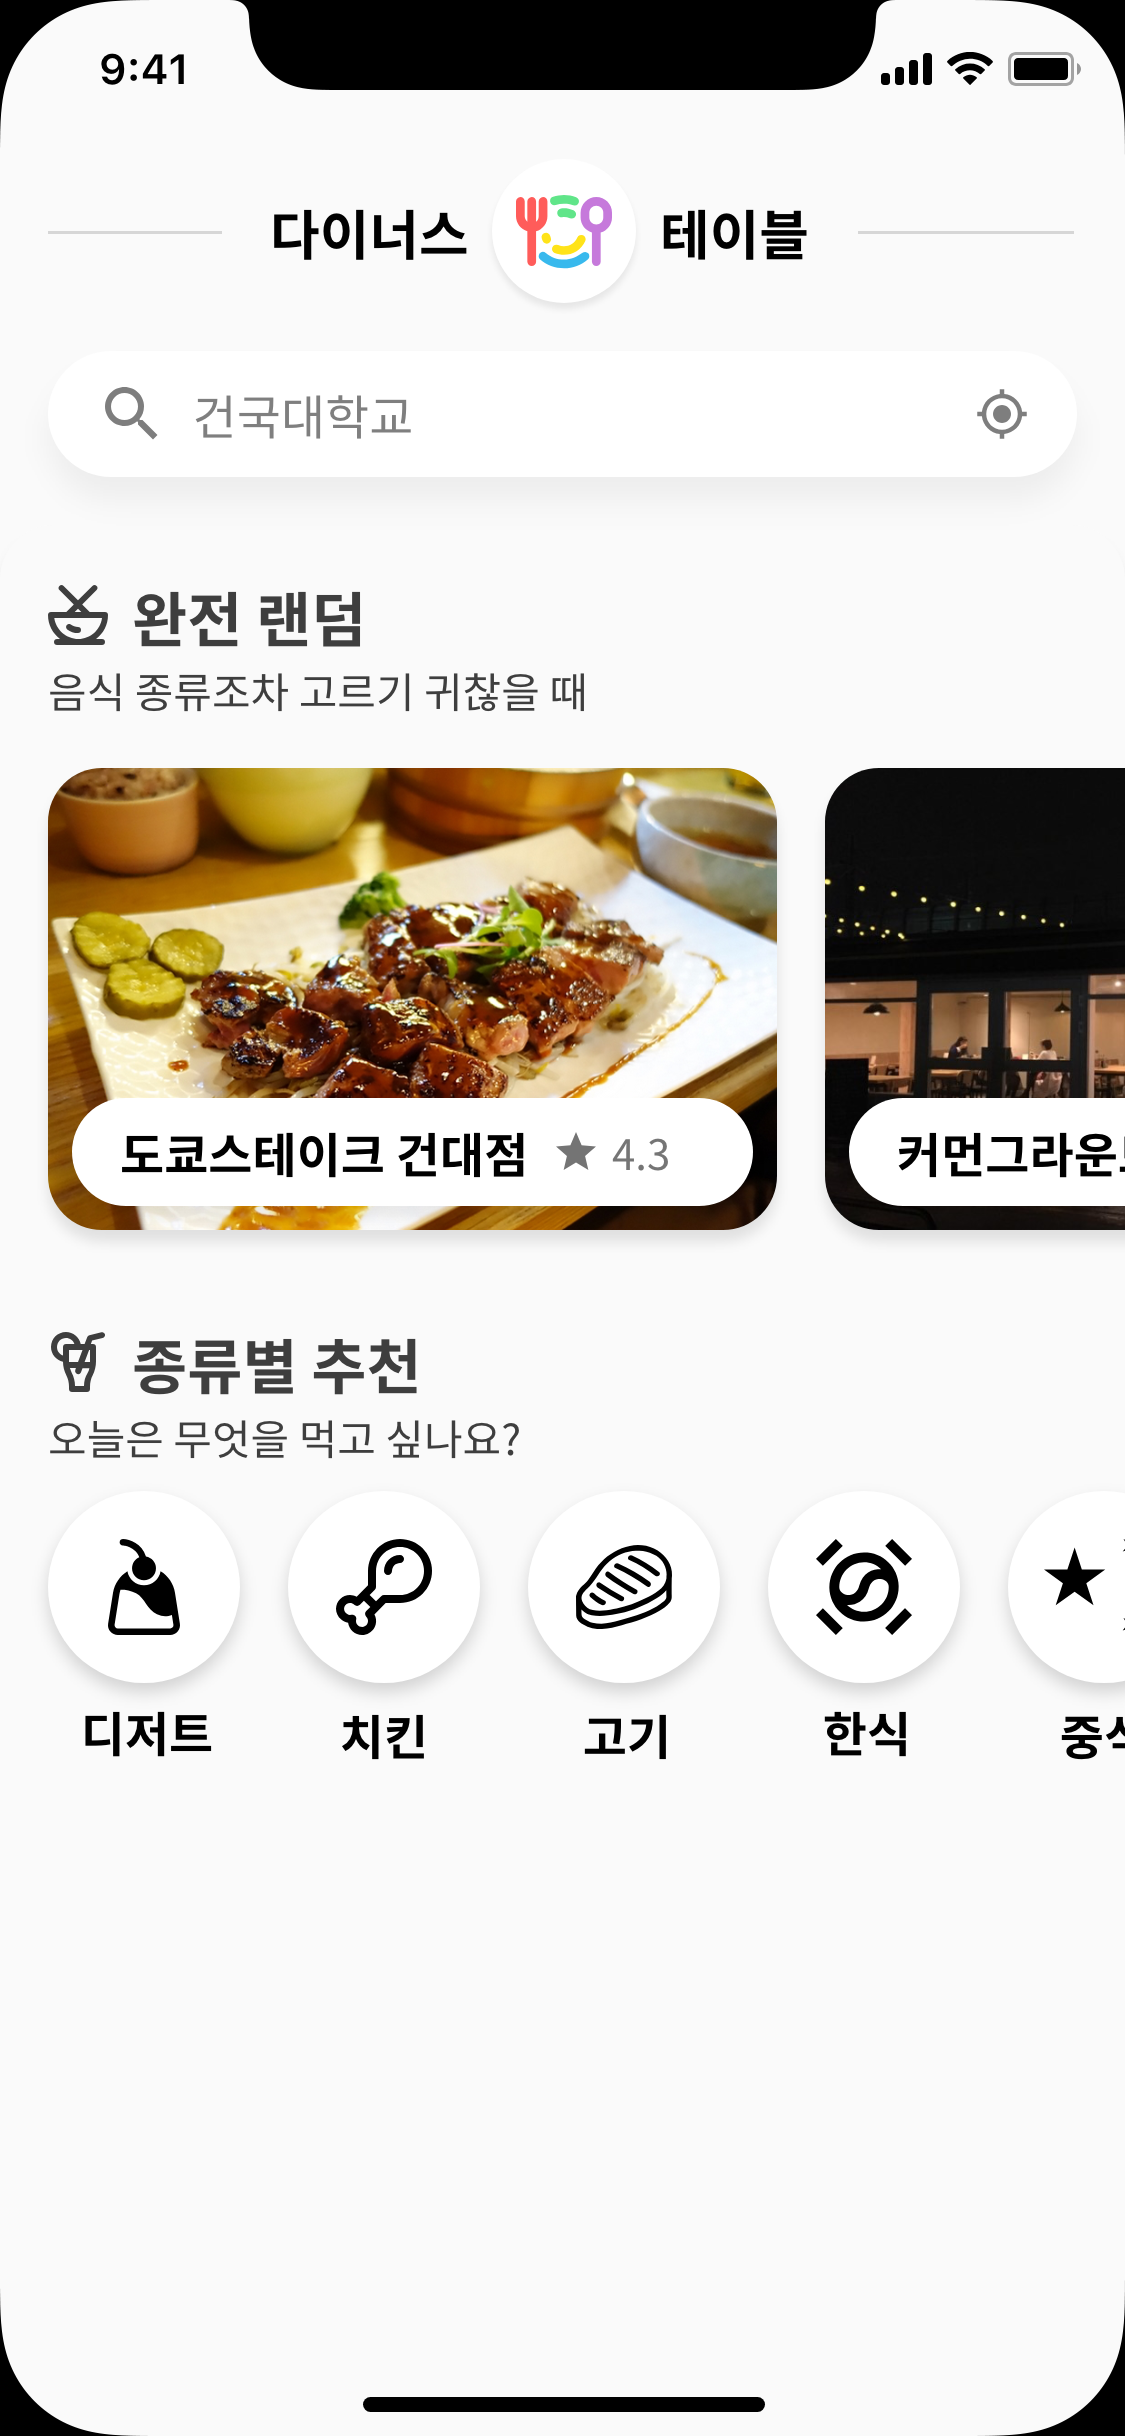 9:41
다이너스 테이블
건국대학교
완전 랜덤
음식 종류조차 고르기 귀찮을 때
도쿄스테이크 건대점 4.3
커먼그라운
종류별 추천
오늘은 무엇을 먹고 싶나요?
디저트 치킨 고기 한식